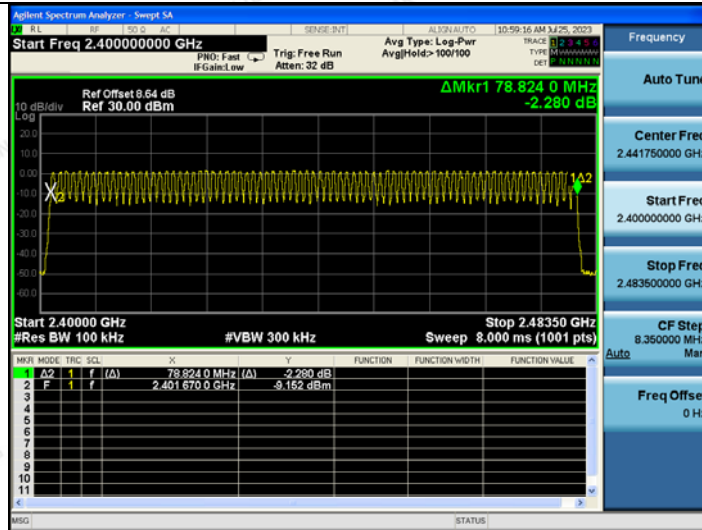 Agilent Spectrum Analyzer - Swept SA
RL RF 50 Ω AC SENSE:INT ALIGN AUTO 10:59:16 AM Jul 25, 2023
Start Freq 2.400000000 GHz
PNO: Fast
IFGain:Low
Trig: Free Run
Atten: 32 dB
Avg Type: Log-Pwr
Avg|Hold:>100/100
TRACE 1 2 3 4 5 6
TYPE M
DET P N N N N N
ΔMkr1 78.824 0 MHz
-2.280 dB
Ref Offset 8.64 dB
10 dB/div Ref 30.00 dBm
Log
20.0
10.0
0.00
-10.0
-20.0
-30.0
-40.0
-50.0
-60.0
2
1Δ2
Start 2.40000 GHz Stop 2.48350 GHz
#Res BW 100 kHz #VBW 300 kHz Sweep 8.000 ms (1001 pts)
MKR MODE TRC SCL X Y FUNCTION FUNCTION WIDTH FUNCTION VALUE
1 Δ2 1 f (Δ) 78.824 0 MHz (Δ) -2.280 dB
2 F 1 f 2.401 670 0 GHz -9.152 dBm
3
4
5
6
7
8
9
10
11
MSG STATUS
Frequency
Auto Tune
Center Freq
2.441750000 GHz
Start Freq
2.400000000 GHz
Stop Freq
2.483500000 GHz
CF Step
8.350000 MHz
Auto Man
Freq Offset
0 Hz